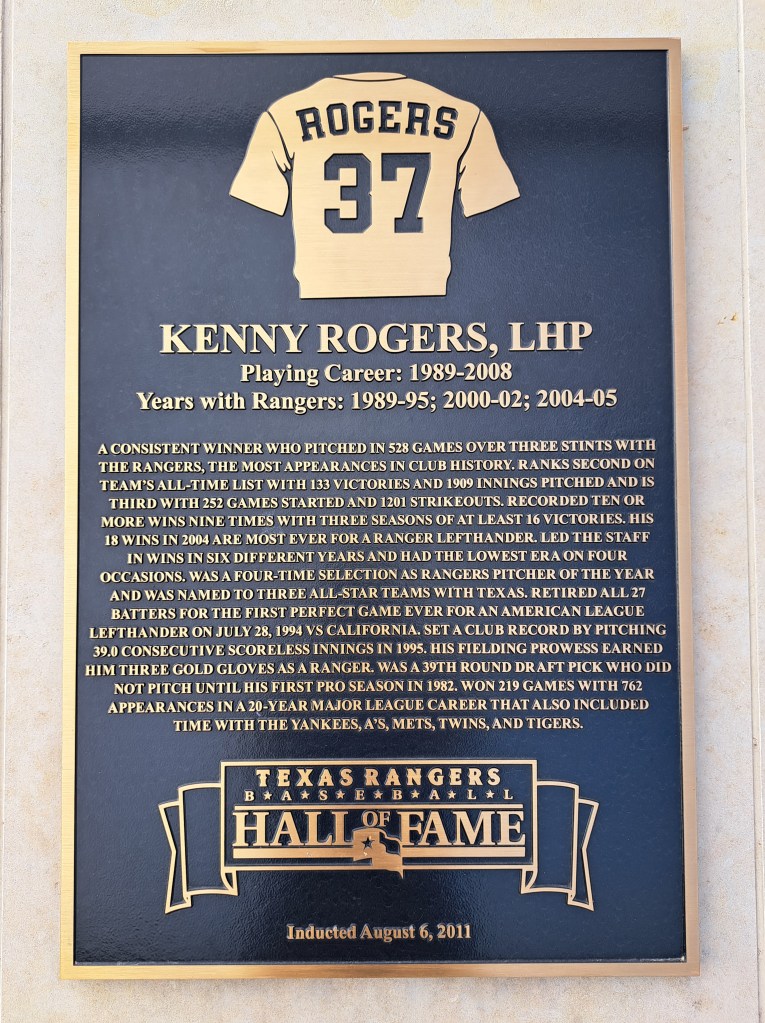 ROGERS
37
KENNY ROGERS, LHP
Playing Career: 1989-2008
Years with Rangers: 1989-95; 2000-02; 2004-05
A CONSISTENT WINNER WHO PITCHED IN 528 GAMES OVER THREE STINTS WITH
THE RANGERS, THE MOST APPEARANCES IN CLUB HISTORY. RANKS SECOND ON
TEAM'S ALL-TIME LIST WITH 133 VICTORIES AND 1909 INNINGS PITCHED AND IS
THIRD WITH 252 GAMES STARTED AND 1201 STRIKEOUTS. RECORDED TEN OR
MORE WINS NINE TIMES WITH THREE SEASONS OF AT LEAST 16 VICTORIES. HIS
18 WINS IN 2004 ARE MOST EVER FOR A RANGER LEFTHANDER. LED THE STAFF
IN WINS IN SIX DIFFERENT YEARS AND HAD THE LOWEST ERA ON FOUR
OCCASIONS. WAS A FOUR-TIME SELECTION AS RANGERS PITCHER OF THE YEAR
AND WAS NAMED TO THREE ALL-STAR TEAMS WITH TEXAS. RETIRED ALL 27
BATTERS FOR THE FIRST PERFECT GAME EVER FOR AN AMERICAN LEAGUE
LEFTHANDER ON JULY 28, 1994 VS CALIFORNIA. SET A CLUB RECORD BY PITCHING
39.0 CONSECUTIVE SCORELESS INNINGS IN 1995. HIS FIELDING PROWESS EARNED
HIM THREE GOLD GLOVES AS A RANGER. WAS A 39TH ROUND DRAFT PICK WHO DID
NOT PITCH UNTIL HIS FIRST PRO SEASON IN 1982. WON 219 GAMES WITH 762
APPEARANCES IN A 20-YEAR MAJOR LEAGUE CAREER THAT ALSO INCLUDED
TIME WITH THE YANKEES, A'S, METS, TWINS, AND TIGERS.
TEXAS RANGERS
B★A★S★E★B★A★L★L
HALL OF FAME
Inducted August 6, 2011